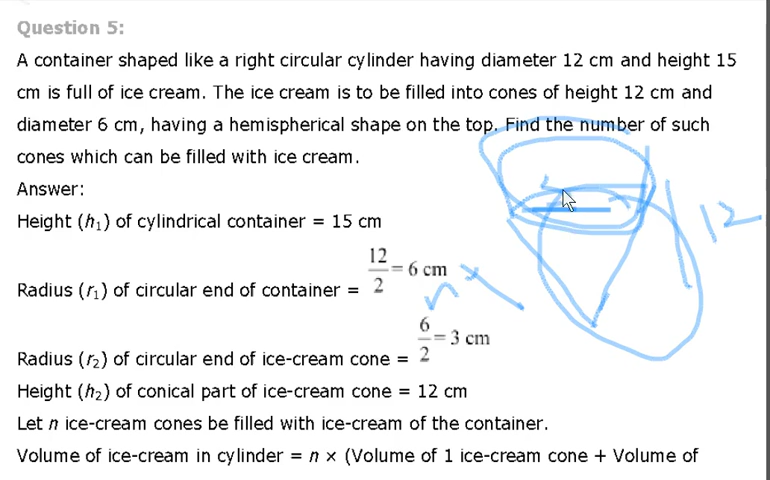 Question 5:
A container shaped like a right circular cylinder having diameter 12 cm and height 15
cm is full of ice cream. The ice cream is to be filled into cones of height 12 cm and
diameter 6 cm, having a hemispherical shape on the top. Find the number of such
cones which can be filled with ice cream.
Answer:
Height (h₁) of cylindrical container = 15 cm
Radius (r₁) of circular end of container = 12/2 = 6 cm
Radius (r₂) of circular end of ice-cream cone = 6/2 = 3 cm
Height (h₂) of conical part of ice-cream cone = 12 cm
Let n ice-cream cones be filled with ice-cream of the container.
Volume of ice-cream in cylinder = n × (Volume of 1 ice-cream cone + Volume of
12
n ×